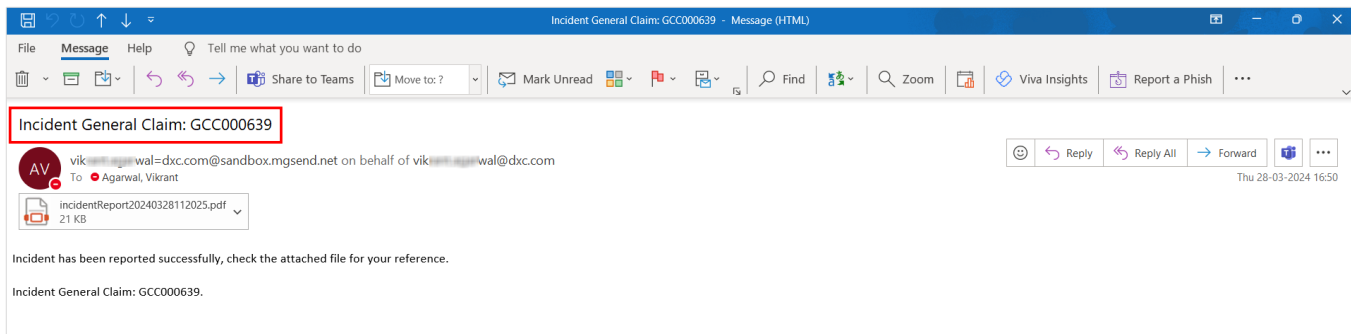 Incident General Claim: GCC000639 - Message (HTML)
File Message Help Tell me what you want to do
Share to Teams Move to: ? Mark Unread Find Zoom Viva Insights Report a Phish
Incident General Claim: GCC000639
AV
vik wal=dxc.com@sandbox.mgsend.net on behalf of vik wal@dxc.com
To Agarwal, Vikrant
Reply Reply All Forward
Thu 28-03-2024 16:50
incidentReport20240328112025.pdf
21 KB
Incident has been reported successfully, check the attached file for your reference.
Incident General Claim: GCC000639.